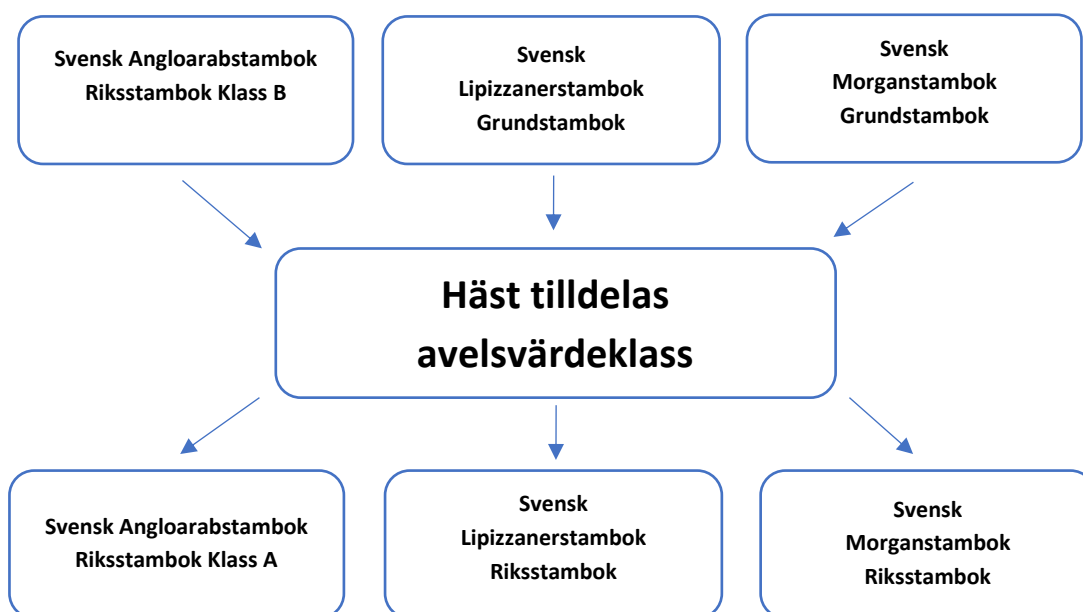 Svensk Angloarabstambok
Riksstambok Klass B
Svensk
Lipizzanerstambok
Grundstambok
Svensk
Morganstambok
Grundstambok
Häst tilldelas
avelsvärdeklass
Svensk Angloarabstambok
Riksstambok Klass A
Svensk
Lipizzanerstambok
Riksstambok
Svensk
Morganstambok
Riksstambok